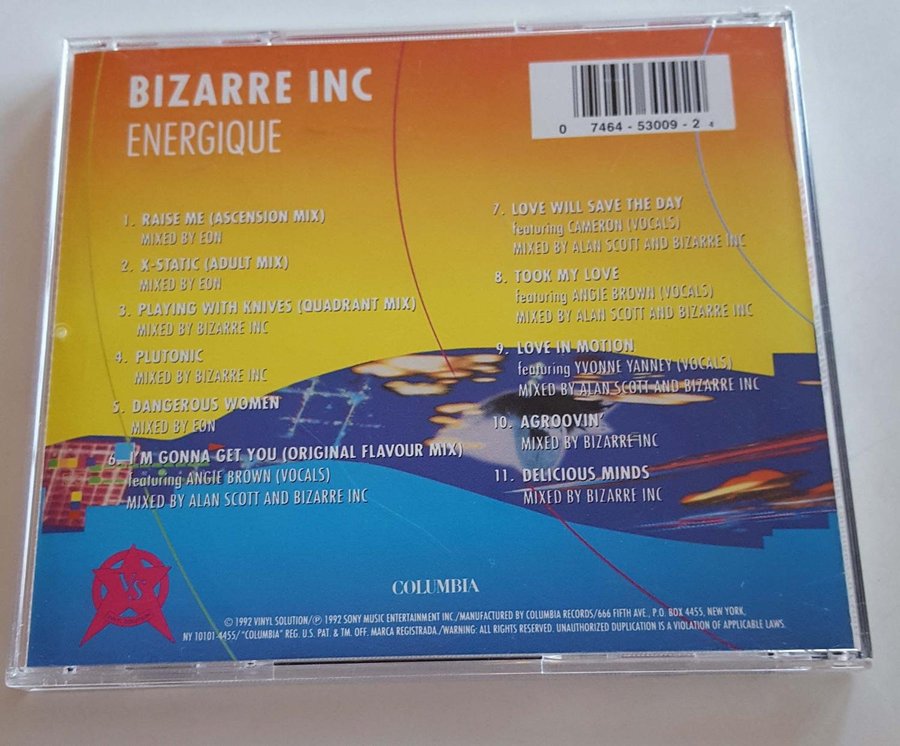 BIZARRE INC
ENERGIQUE
0 7464-53009-2 4
1. RAISE ME (ASCENSION MIX)
MIXED BY EON
2. X-STATIC (ADULT MIX)
MIXED BY EON
3. PLAYING WITH KNIVES (QUADRANT MIX)
MIXED BY BIZARRE INC
4. PLUTONIC
MIXED BY BIZARRE INC
5. DANGEROUS WOMEN
MIXED BY EON
6. I'M GONNA GET YOU (ORIGINAL FLAVOUR MIX)
featuring ANGIE BROWN (VOCALS)
MIXED BY ALAN SCOTT AND BIZARRE INC
7. LOVE WILL SAVE THE DAY
featuring CAMERON (VOCALS)
MIXED BY ALAN SCOTT AND BIZARRE INC
8. TOOK MY LOVE
featuring ANGIE BROWN (VOCALS)
MIXED BY ALAN SCOTT AND BIZARRE INC
9. LOVE IN MOTION
featuring YVONNE YANNEY (VOCALS)
MIXED BY ALAN SCOTT AND BIZARRE INC
10. AGROOVIN'
MIXED BY BIZARRE INC
11. DELICIOUS MINDS
MIXED BY BIZARRE INC
VS
COLUMBIA
© 1992 VINYL SOLUTION/℗ 1992 SONY MUSIC ENTERTAINMENT INC./MANUFACTURED BY COLUMBIA RECORDS/666 FIFTH AVE., P.O. BOX 4455, NEW YORK,
NY 10101-4455/"COLUMBIA" REG. U.S. PAT. & TM. OFF. MARCA REGISTRADA./WARNING: ALL RIGHTS RESERVED. UNAUTHORIZED DUPLICATION IS A VIOLATION OF APPLICABLE LAWS.